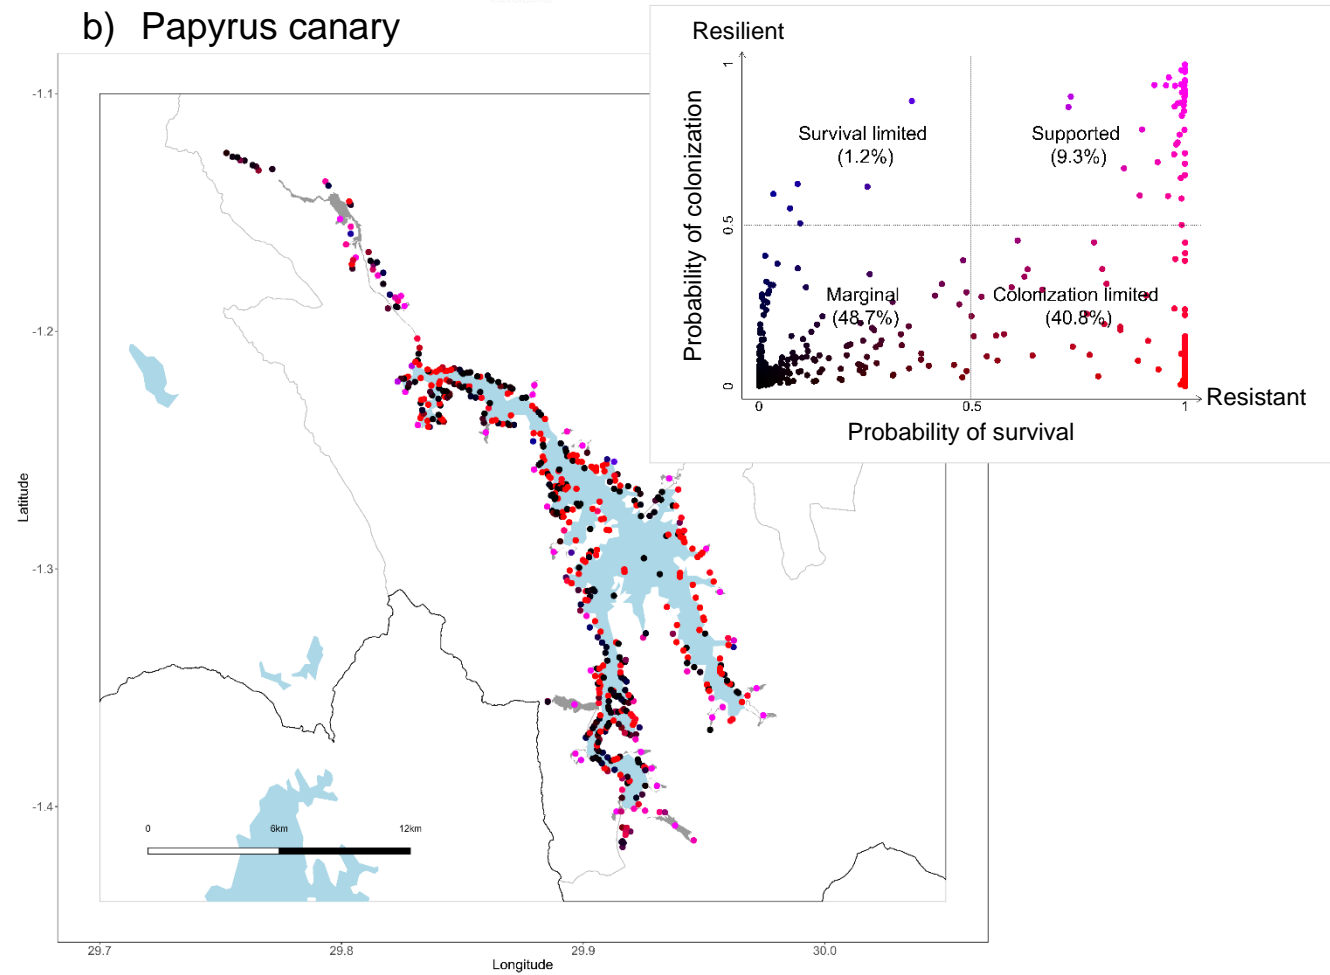 b) Papyrus canary
Resilient
1
Survival limited
(1.2%)
Supported
(9.3%)
Probability of colonization
0.5
Marginal
(48.7%)
Colonization limited
(40.8%)
0
0
0.5
1
Resistant
Probability of survival
-1.1
-1.2
-1.3
-1.4
Latitude
0
6km
12km
29.7
29.8
29.9
30.0
Longitude